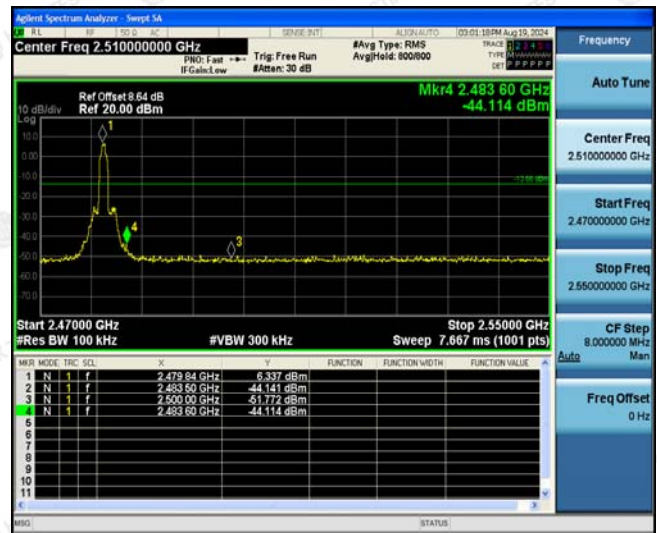 Agilent Spectrum Analyzer - Swept SA
RL RF 50 Ω AC SENSE:INT ALIGNAUTO 03:01:18 PM Aug 19, 2024
Center Freq 2.510000000 GHz
PNO: Fast
IFGain:Low
Trig: Free Run
#Atten: 30 dB
#Avg Type: RMS
Avg|Hold: 800/800
TRACE 1 2 3 4 5 6
TYPE
DET P P P P P P
Ref Offset 8.64 dB
Ref 20.00 dBm
Mkr4 2.483 60 GHz
-44.114 dBm
10 dB/div
Log
10.0
0.00
-10.0
-20.0
-30.0
-40.0
-50.0
-60.0
-70.0
1
4
3
Start 2.47000 GHz
Stop 2.55000 GHz
#Res BW 100 kHz
#VBW 300 kHz
Sweep 7.667 ms (1001 pts)
MKR MODE TRC SCL X Y FUNCTION FUNCTION WIDTH FUNCTION VALUE
1 N 1 f 2.479 84 GHz 6.337 dBm
2 N 1 f 2.483 50 GHz -44.141 dBm
3 N 1 f 2.500 00 GHz -51.772 dBm
4 N 1 f 2.483 60 GHz -44.114 dBm
5
6
7
8
9
10
11
MSG
STATUS
Frequency
Auto Tune
Center Freq
2.510000000 GHz
Start Freq
2.470000000 GHz
Stop Freq
2.550000000 GHz
CF Step
8.000000 MHz
Auto Man
Freq Offset
0 Hz